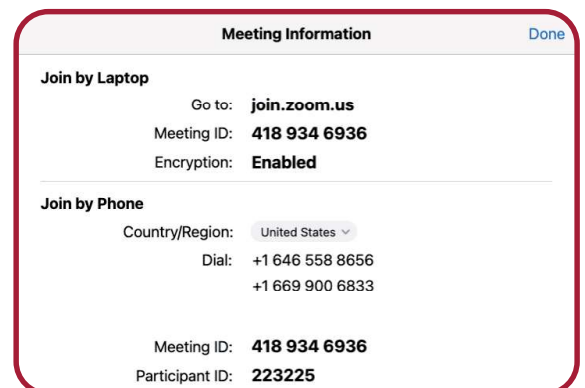 Meeting Information Done
Join by Laptop
Go to: join.zoom.us
Meeting ID: 418 934 6936
Encryption: Enabled
Join by Phone
Country/Region: United States
Dial: +1 646 558 8656
+1 669 900 6833
Meeting ID: 418 934 6936
Participant ID: 223225